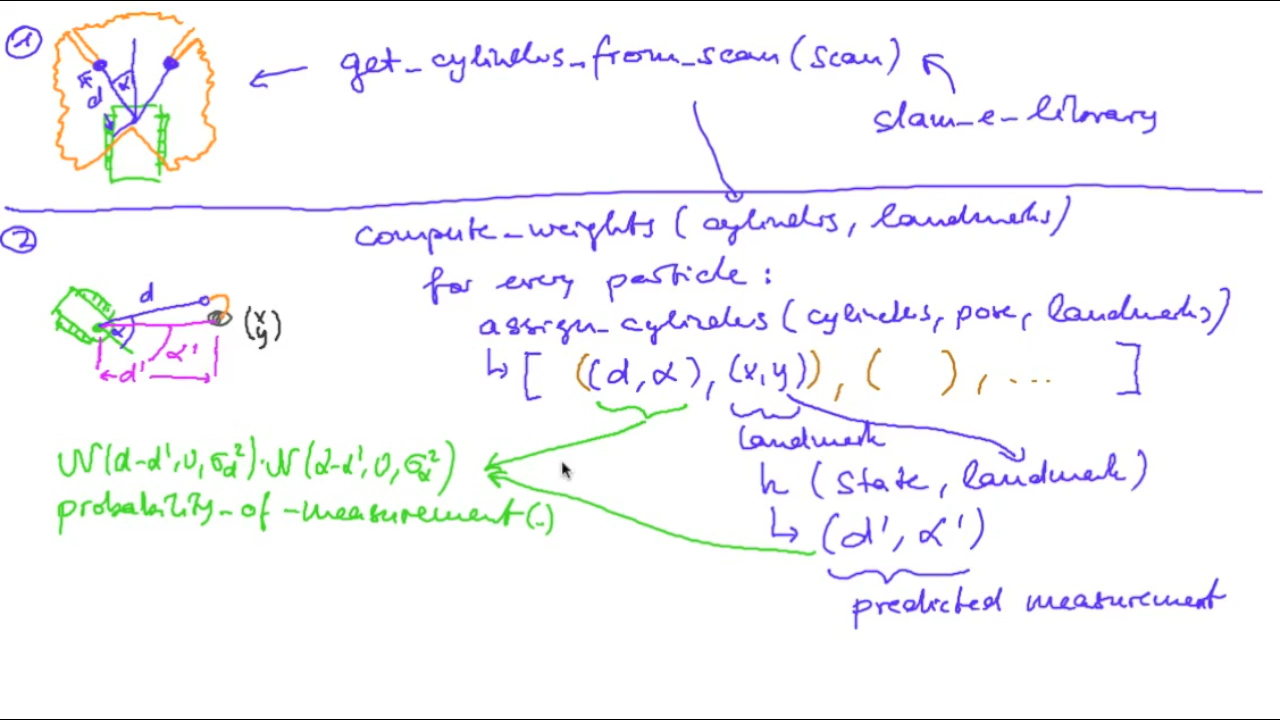 1
d α
get_cylinders_from_scan(scan)
slam_e_library
2
compute_weights(cylinders, landmarks)
for every particle:
assign_cylinders(cylinders, pose, landmarks)
↳ [ ((d,α),(x,y)), ( ), ... ]
d
α
(x y)
α'
d'
landmark
h (state, landmark)
↳ (d', α')
predicted measurement
N(d-d',0,σd²)·N(α-α',0,σα²)
probability_of_measurement(.)